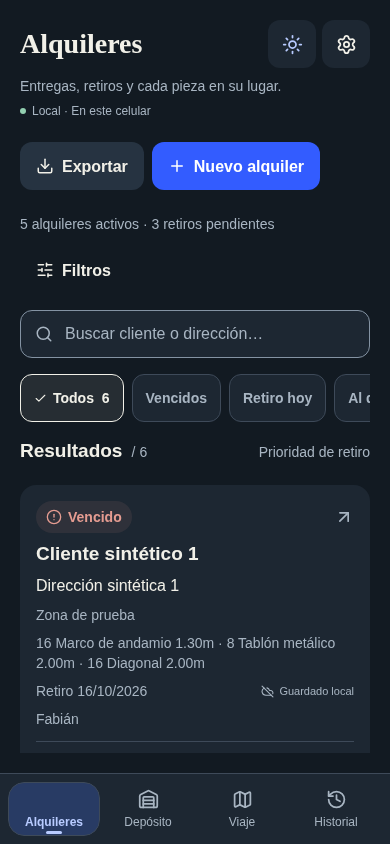 Alquileres
Entregas, retiros y cada pieza en su lugar.
Local · En este celular
Exportar
Nuevo alquiler
5 alquileres activos · 3 retiros pendientes
Filtros
Buscar cliente o dirección…
Todos 6
Vencidos
Retiro hoy
Al d
Resultados / 6
Prioridad de retiro
Vencido
Cliente sintético 1
Dirección sintética 1
Zona de prueba
16 Marco de andamio 1.30m · 8 Tablón metálico
2.00m · 16 Diagonal 2.00m
Retiro 16/10/2026
Guardado local
Fabián
Alquileres
Depósito
Viaje
Historial